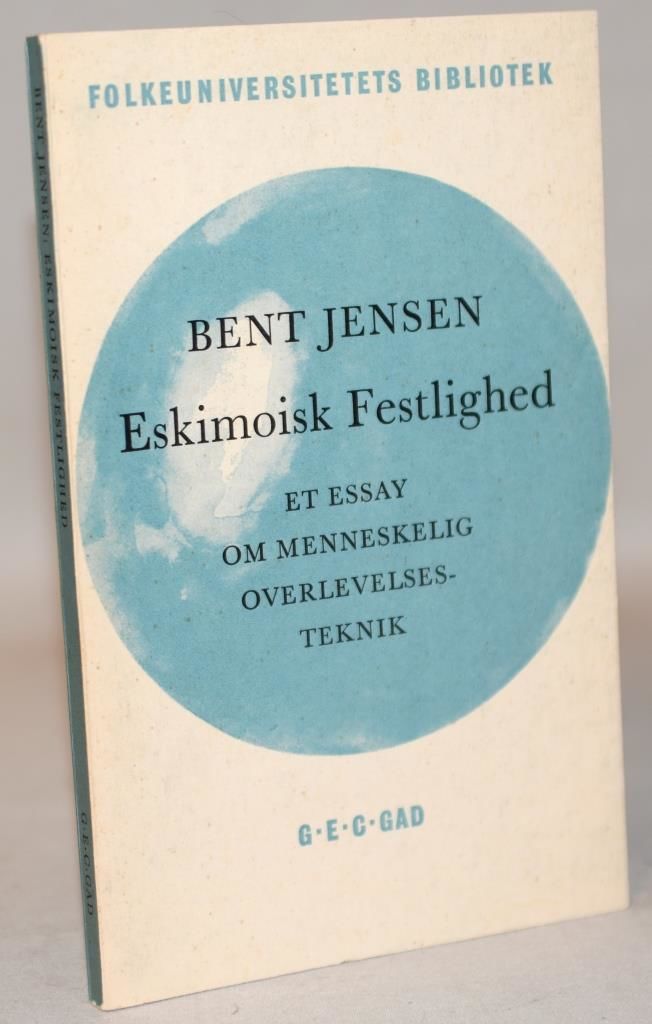 FOLKEUNIVERSITETETS BIBLIOTEK
BENT JENSEN
Eskimoisk Festlighed
ET ESSAY
OM MENNESKELIG
OVERLEVELSES-
TEKNIK
G·E·C·GAD
BENT JENSEN: ESKIMOISK FESTLIGHED
G·E·C·GAD